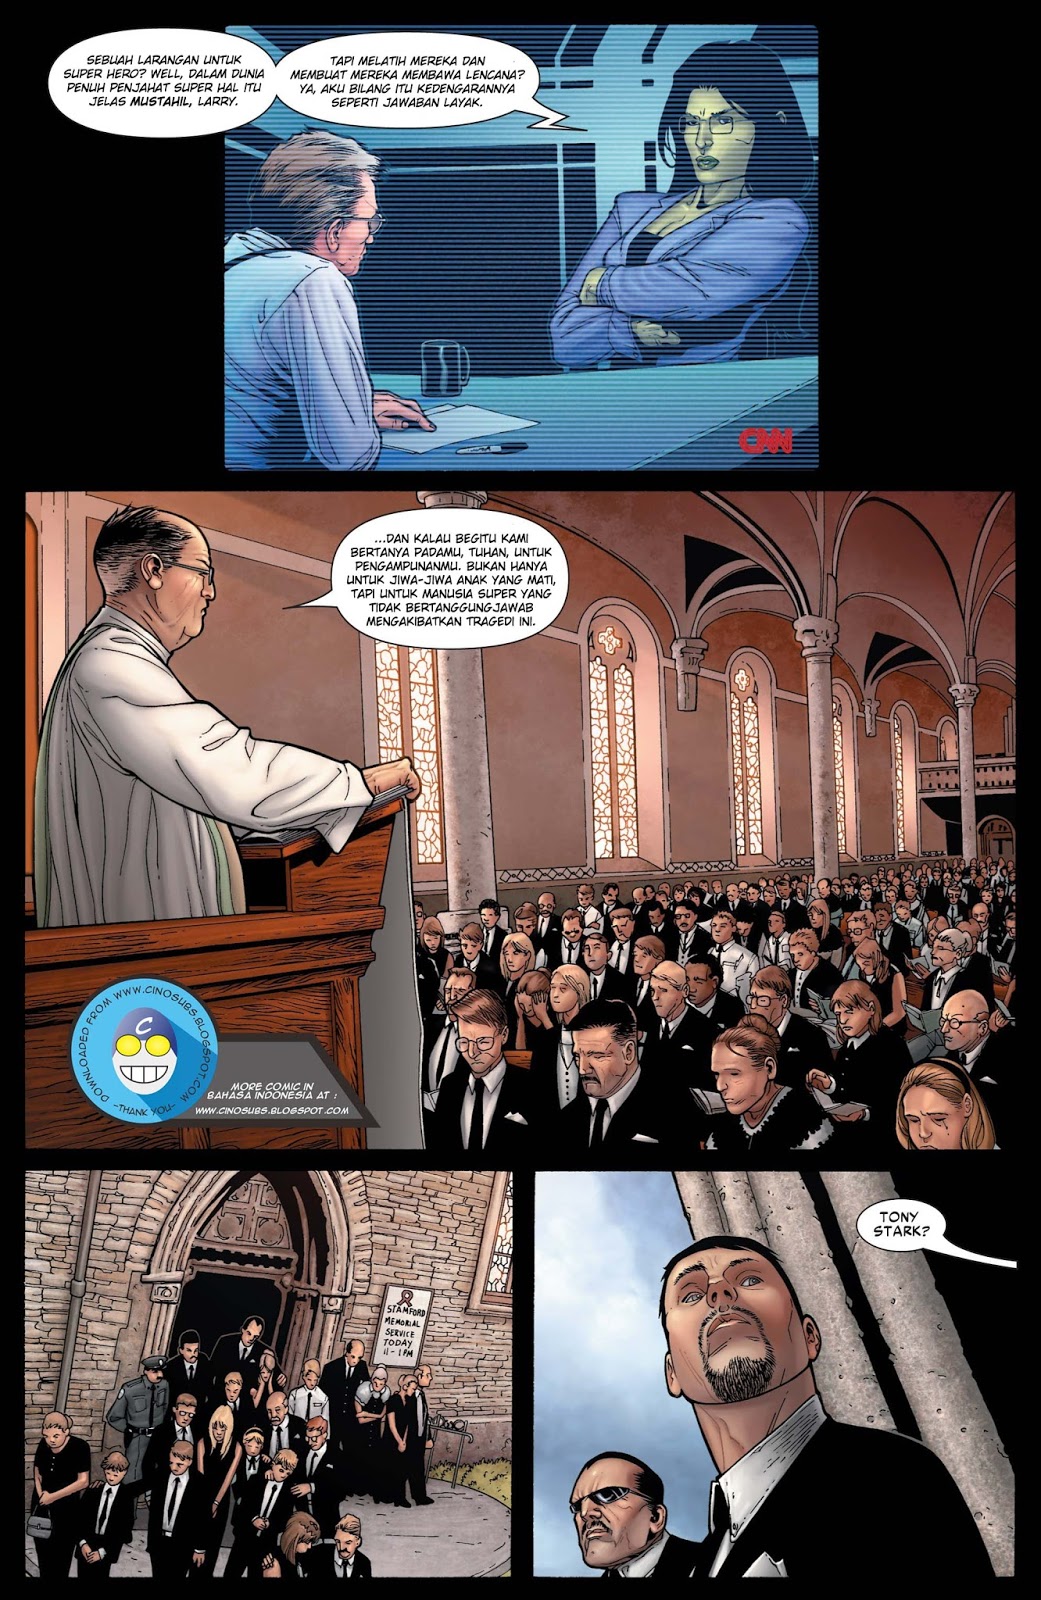 SEBUAH LARANGAN UNTUK
SUPER HERO? WELL, DALAM DUNIA
PENUH PENJAHAT SUPER HAL ITU
JELAS MUSTAHIL, LARRY.
TAPI MELATIH MEREKA DAN
MEMBUAT MEREKA MEMBAWA LENCANA?
YA, AKU BILANG ITU KEDENGARANNYA
SEPERTI JAWABAN LAYAK.
CNN
...DAN KALAU BEGITU KAMI
BERTANYA PADAMU, TUHAN, UNTUK
PENGAMPUNANMU. BUKAN HANYA
UNTUK JIWA-JIWA ANAK YANG MATI,
TAPI UNTUK MANUSIA SUPER YANG
TIDAK BERTANGGUNGJAWAB
MENGAKIBATKAN TRAGEDI INI.
DOWNLOADED FROM WWW.CINOSUBS.BLOGSPOT.COM
C
-THANK YOU-
MORE COMIC IN
BAHASA INDONESIA AT :
WWW.CINOSUBS.BLOGSPOT.COM
STAMFORD
MEMORIAL
SERVICE
TODAY
11-1PM
TONY
STARK?